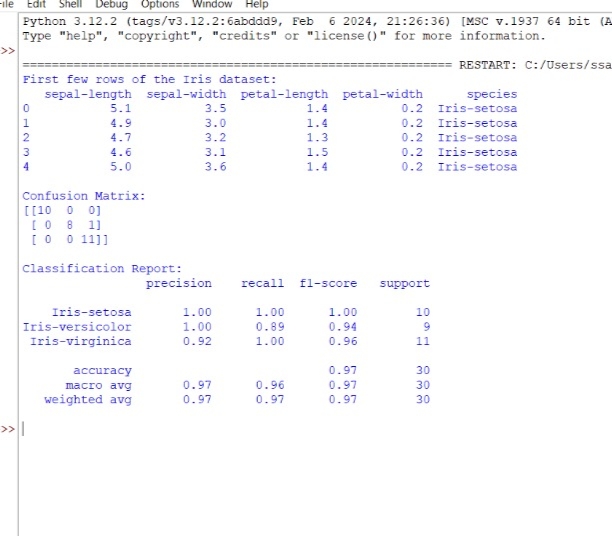 File Edit Shell Debug Options Window Help
Python 3.12.2 (tags/v3.12.2:6abddd9, Feb  6 2024, 21:26:36) [MSC v.1937 64 bit (A
Type "help", "copyright", "credits" or "license()" for more information.
>>
==================================================== RESTART: C:/Users/ssa
First few rows of the Iris dataset:
   sepal-length  sepal-width  petal-length  petal-width      species
0           5.1          3.5           1.4          0.2  Iris-setosa
1           4.9          3.0           1.4          0.2  Iris-setosa
2           4.7          3.2           1.3          0.2  Iris-setosa
3           4.6          3.1           1.5          0.2  Iris-setosa
4           5.0          3.6           1.4          0.2  Iris-setosa
Confusion Matrix:
[[10  0  0]
 [ 0  8  1]
 [ 0  0 11]]
Classification Report:
                 precision    recall  f1-score   support
    Iris-setosa       1.00      1.00      1.00        10
Iris-versicolor       1.00      0.89      0.94         9
 Iris-virginica       0.92      1.00      0.96        11
       accuracy                           0.97        30
      macro avg       0.97      0.96      0.97        30
   weighted avg       0.97      0.97      0.97        30
>>